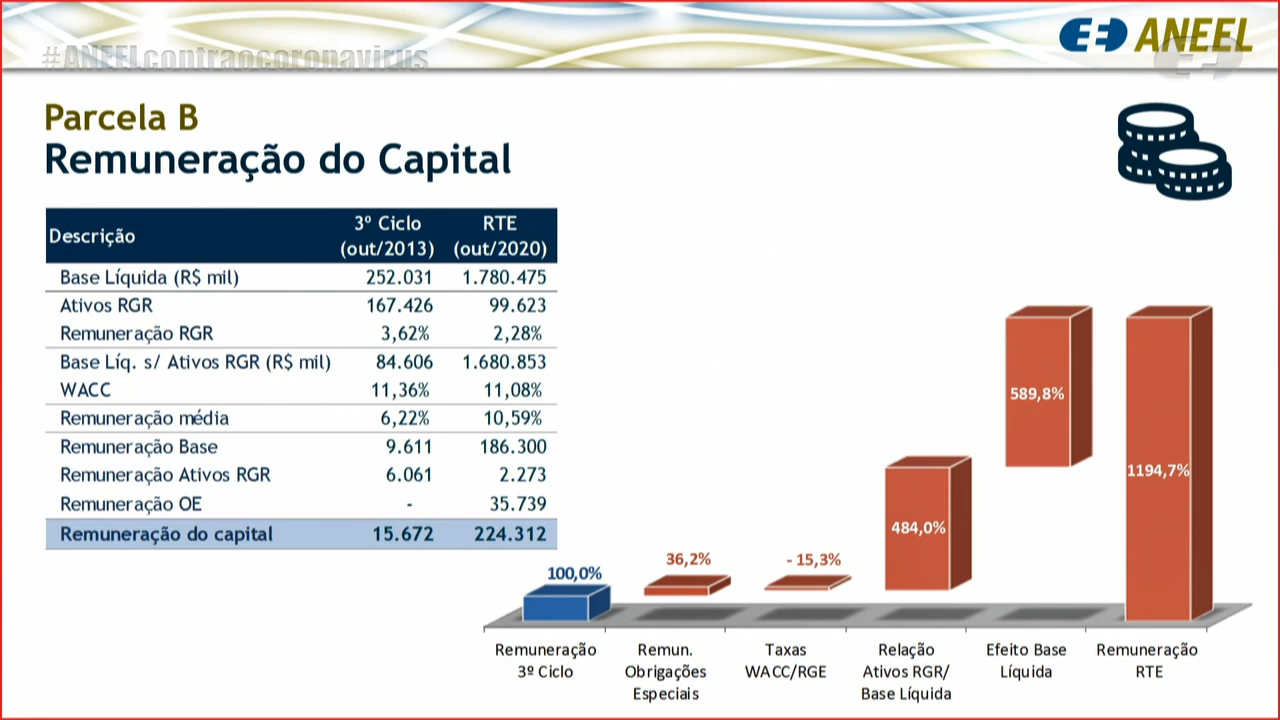 #ANEELcontraocoronavirus
ANEEL
Parcela B
Remuneração do Capital
Descrição 3º Ciclo (out/2013) RTE (out/2020)
Base Líquida (R$ mil) 252.031 1.780.475
Ativos RGR 167.426 99.623
Remuneração RGR 3,62% 2,28%
Base Líq. s/ Ativos RGR (R$ mil) 84.606 1.680.853
WACC 11,36% 11,08%
Remuneração média 6,22% 10,59%
Remuneração Base 9.611 186.300
Remuneração Ativos RGR 6.061 2.273
Remuneração OE - 35.739
Remuneração do capital 15.672 224.312
100,0%
36,2%
- 15,3%
484,0%
589,8%
1194,7%
Remuneração
3º Ciclo
Remun.
Obrigações
Especiais
Taxas
WACC/RGE
Relação
Ativos RGR/
Base Líquida
Efeito Base
Líquida
Remuneração
RTE